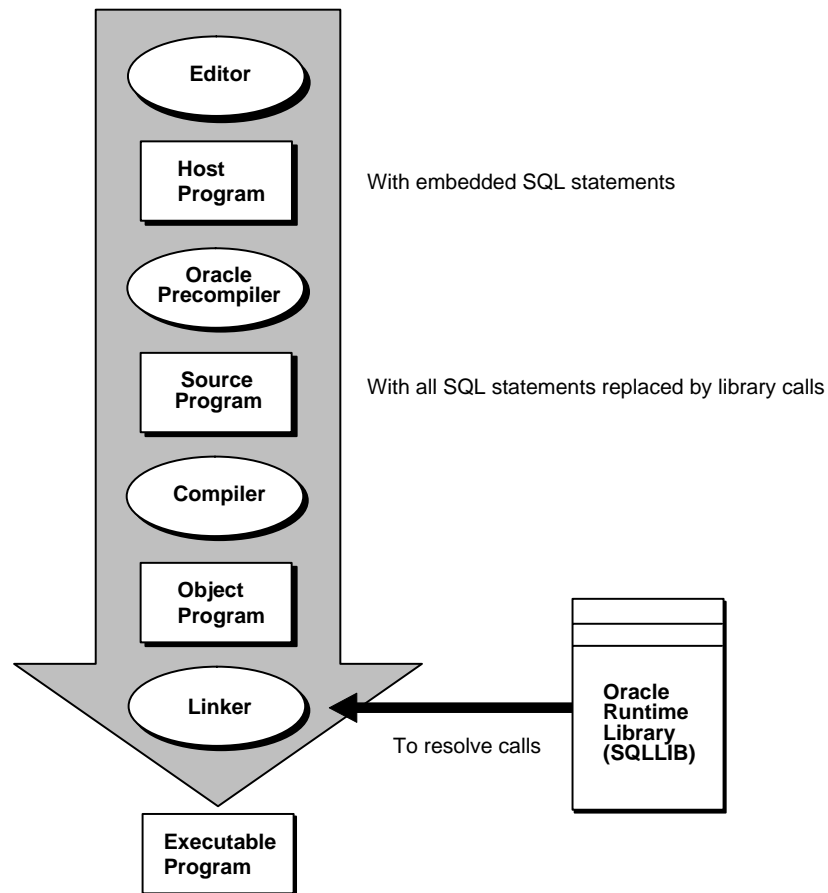 Editor
Host
Program
With embedded SQL statements
Oracle
Precompiler
Source
Program
With all SQL statements replaced by library calls
Compiler
Object
Program
Linker
To resolve calls
Oracle
Runtime
Library
(SQLLIB)
Executable
Program